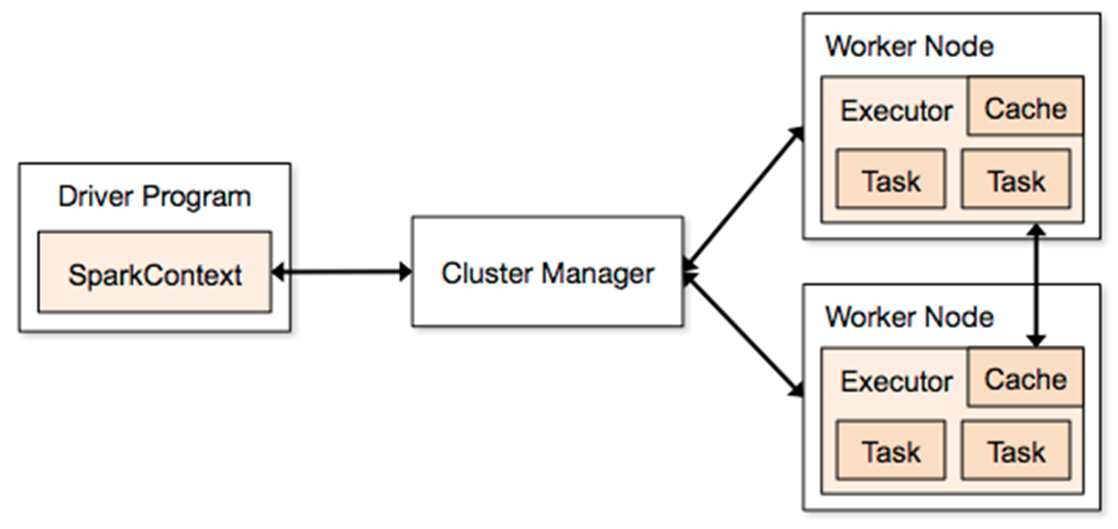 Driver Program
SparkContext
Cluster Manager
Worker Node
Executor
Cache
Task
Task
Worker Node
Executor
Cache
Task
Task